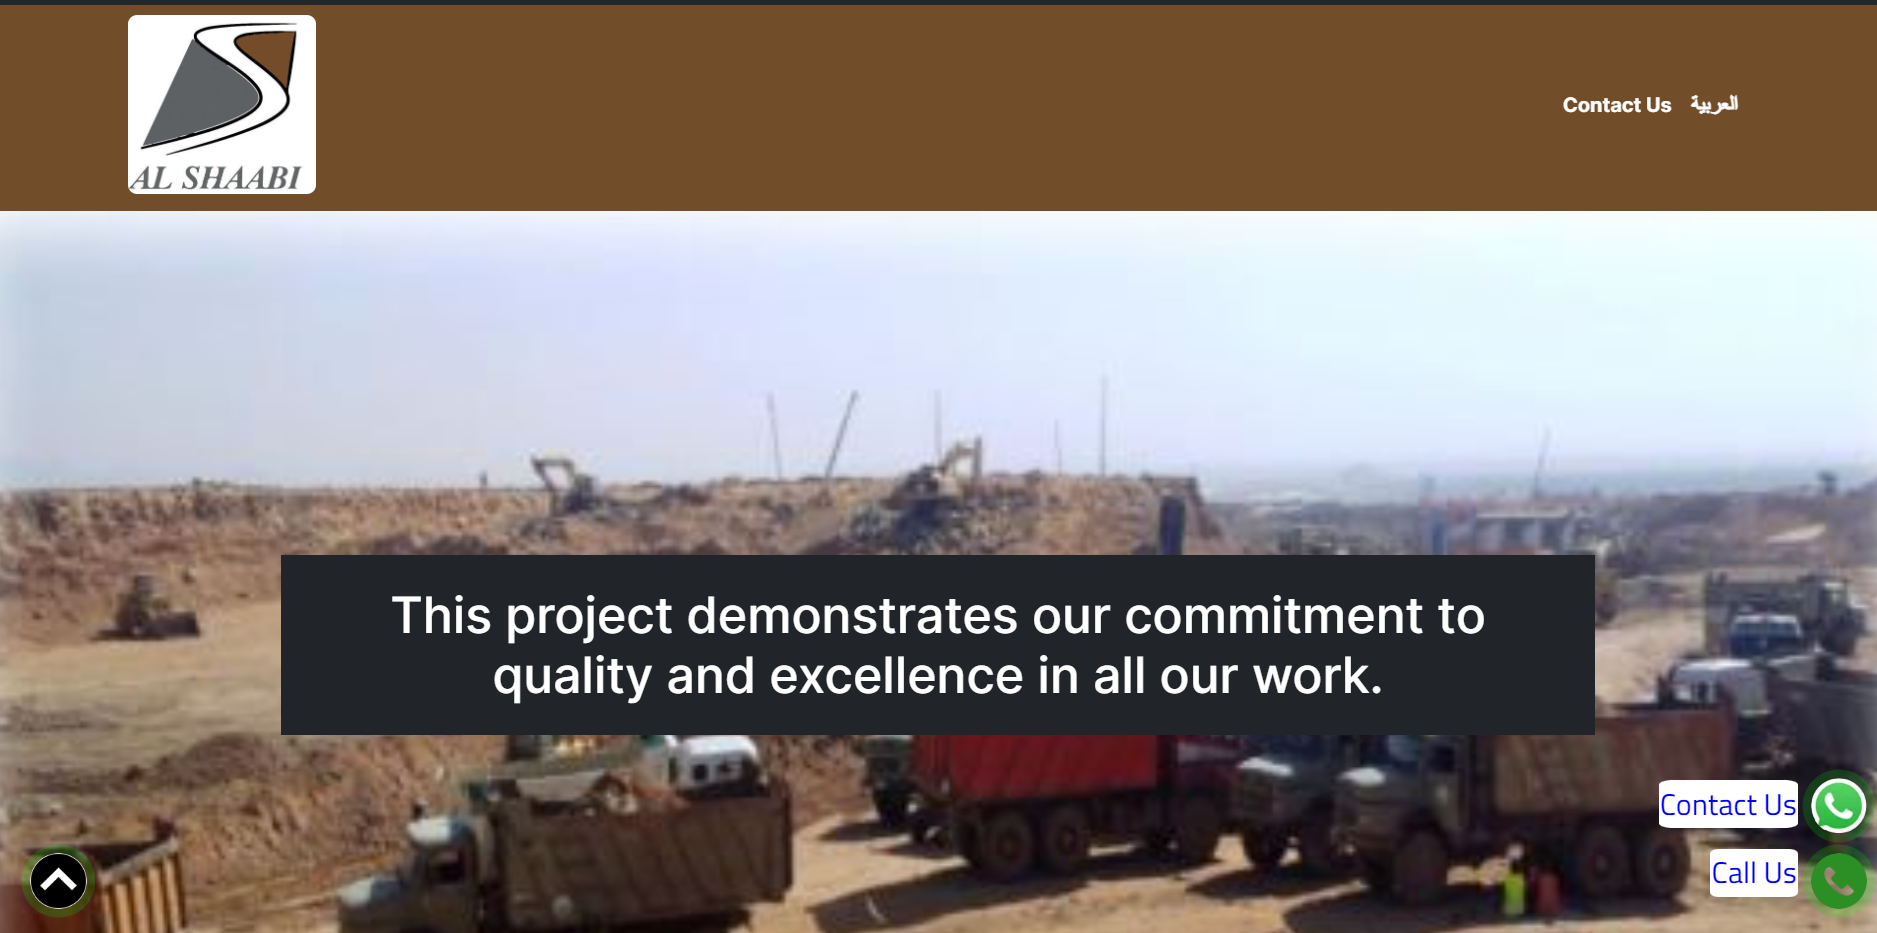 AL SHAABI
Contact Us العربية
This project demonstrates our commitment to
quality and excellence in all our work.
Contact Us
Call Us